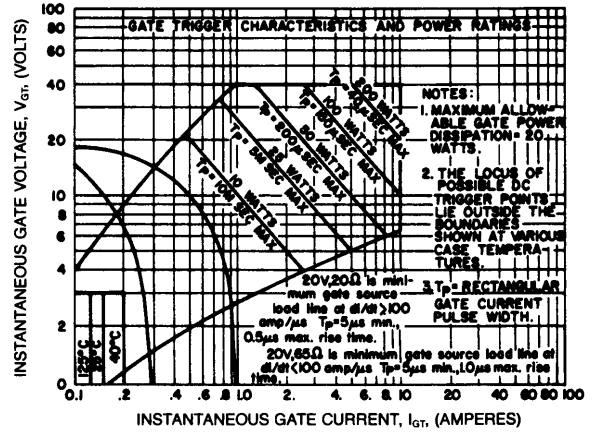 GATE TRIGGER CHARACTERISTICS AND POWER RATINGS
INSTANTANEOUS GATE VOLTAGE, VGT, (VOLTS)
100
80
60
40
20
10
8
6
4
2
0
200 WATTS
100 WATTS
Tp=150µSEC MAX
50 WATTS
Tp=200µSEC MAX
25 WATTS
Tp=5M SEC MAX
10 WATTS
Tp=10M SEC MAX
NOTES:
1. MAXIMUM ALLOW-
ABLE GATE POWER
DISSIPATION= 20
WATTS.
2. THE LOCUS OF
POSSIBLE DC
TRIGGER POINTS
LIE OUTSIDE THE
BOUNDARIES
SHOWN AT VARIOUS
CASE TEMPERA-
TURES.
3. Tp= RECTANGULAR
GATE CURRENT
PULSE WIDTH.
20V,20Ω is mini-
mum gate source
load line at di/dt>100
amp/µs Tp=5µs min.,
0.5µs max. rise time.
20V,65Ω is minimum gate source load line at
di/dt<100 amp/µs Tp=5µs min.,1.0µs max. rise
time.
125°C
25°C
-40°C
0.1 .2 .4 .6 .8 1.0 2. 4. 6. 8. 10 20 40 60 80 100
INSTANTANEOUS GATE CURRENT, IGT, (AMPERES)